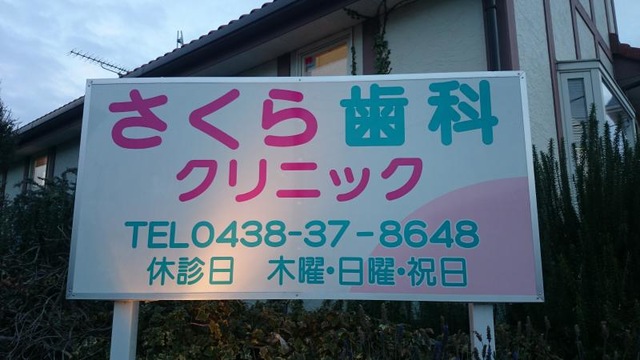 さくら歯科
クリニック
TEL0438-37-8648
休診日　木曜・日曜・祝日